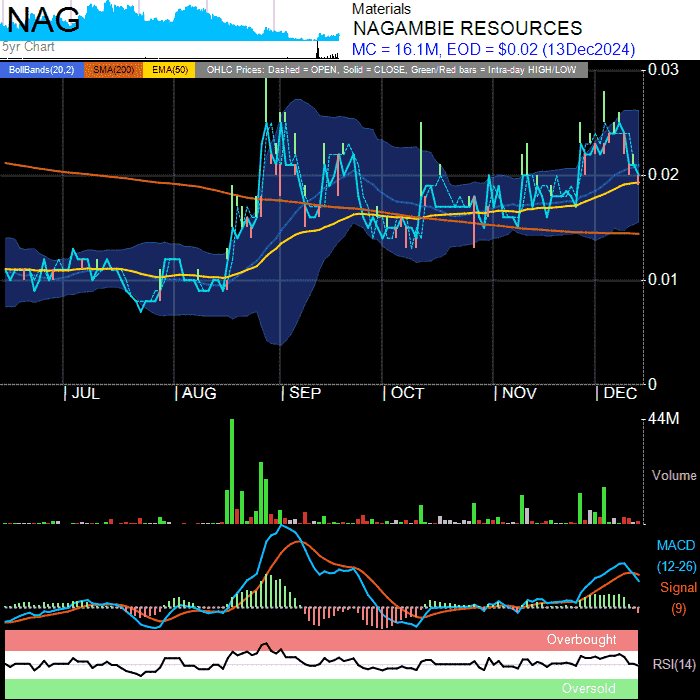 NAG
5yr Chart
Materials
NAGAMBIE RESOURCES
MC = 16.1M, EOD = $0.02 (13Dec2024)
BollBands(20,2) SMA(200) EMA(50) OHLC Prices: Dashed = OPEN, Solid = CLOSE, Green/Red bars = Intra-day HIGH/LOW
0.03
0.02
0.01
0
| JUL | AUG | SEP | OCT | NOV | DEC
44M
Volume
MACD
(12-26)
Signal
(9)
Overbought
RSI(14)
Oversold